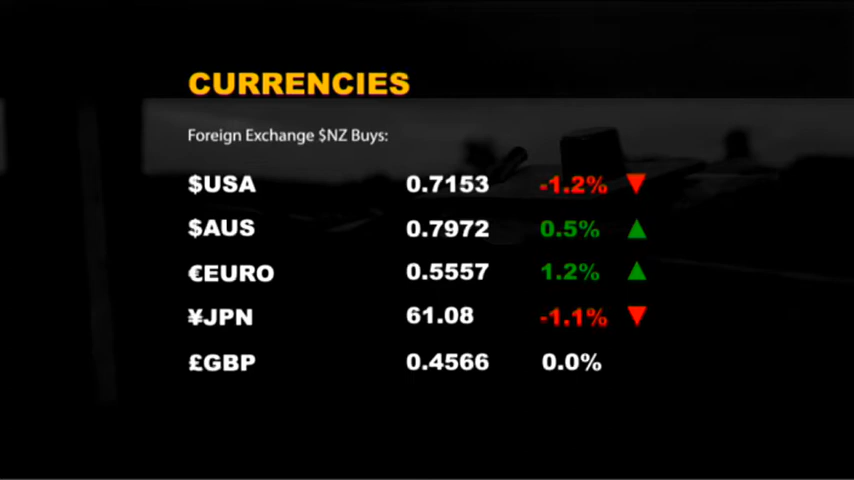 CURRENCIES
Foreign Exchange $NZ Buys:
$USA 0.7153 -1.2% ▼
$AUS 0.7972 0.5% ▲
€EURO 0.5557 1.2% ▲
¥JPN 61.08 -1.1% ▼
£GBP 0.4566 0.0%